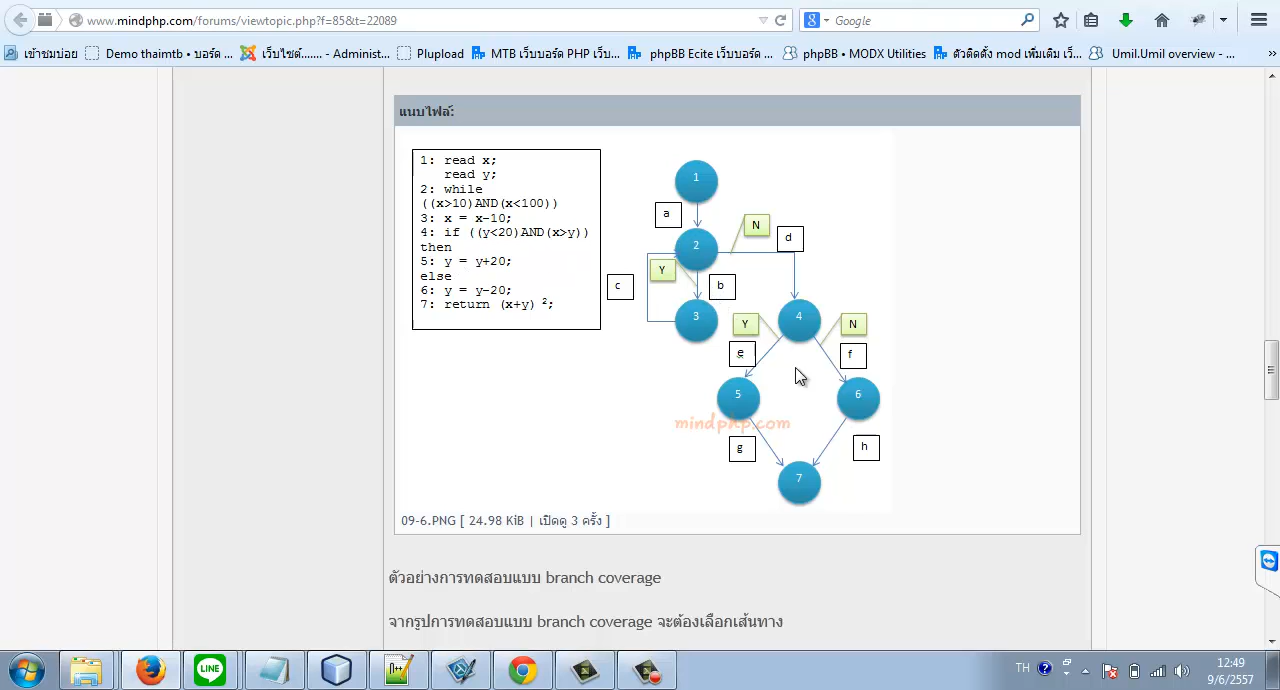 www.mindphp.com/forums/viewtopic.php?f=85&t=22089
Google
เข้าชมบ่อย Demo thaimtb • บอร์ด ... เว็บไซต์....... - Administ... Plupload MTB เว็บบอร์ด PHP เว็บ... phpBB Ecite เว็บบอร์ด ... phpBB • MODX Utilities ตัวติดตั้ง mod เพิ่มเติม เว็... Umil.Umil overview - ... »
แนบไฟล์:
1: read x;
read y;
2: while
((x>10)AND(x<100))
3: x = x-10;
4: if ((y<20)AND(x>y))
then
5: y = y+20;
else
6: y = y-20;
7: return (x+y) ²;
1
a
N
d
2
Y
c
b
3
Y
4
N
e
f
5
6
mindphp.com
g
h
7
09-6.PNG [ 24.98 KiB | เปิดดู 3 ครั้ง ]
ตัวอย่างการทดสอบแบบ branch coverage
จากรูปการทดสอบแบบ branch coverage จะต้องเลือกเส้นทาง
LINE
TH
12:49
9/6/2557